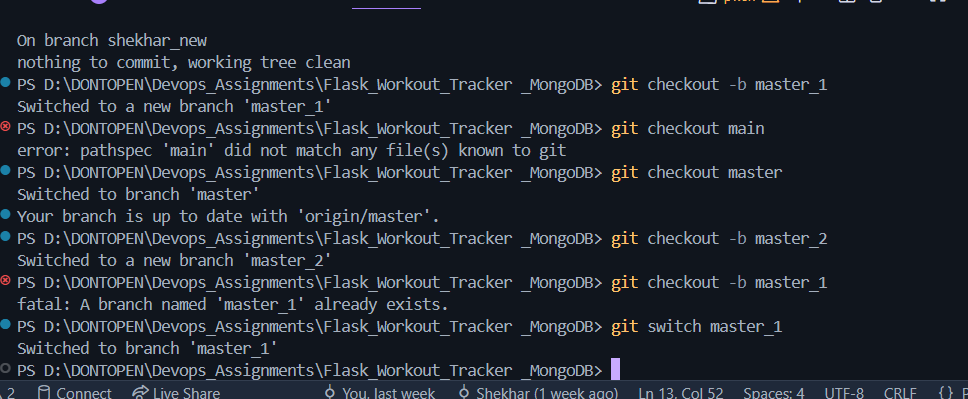 On branch shekhar_new
nothing to commit, working tree clean
PS D:\DONTOPEN\Devops_Assignments\Flask_Workout_Tracker _MongoDB> git checkout -b master_1
Switched to a new branch 'master_1'
PS D:\DONTOPEN\Devops_Assignments\Flask_Workout_Tracker _MongoDB> git checkout main
error: pathspec 'main' did not match any file(s) known to git
PS D:\DONTOPEN\Devops_Assignments\Flask_Workout_Tracker _MongoDB> git checkout master
Switched to branch 'master'
Your branch is up to date with 'origin/master'.
PS D:\DONTOPEN\Devops_Assignments\Flask_Workout_Tracker _MongoDB> git checkout -b master_2
Switched to a new branch 'master_2'
PS D:\DONTOPEN\Devops_Assignments\Flask_Workout_Tracker _MongoDB> git checkout -b master_1
fatal: A branch named 'master_1' already exists.
PS D:\DONTOPEN\Devops_Assignments\Flask_Workout_Tracker _MongoDB> git switch master_1
Switched to branch 'master_1'
PS D:\DONTOPEN\Devops_Assignments\Flask_Workout_Tracker _MongoDB>
2 Connect Live Share You, last week Shekhar (1 week ago) Ln 13, Col 52 Spaces: 4 UTF-8 CRLF { }